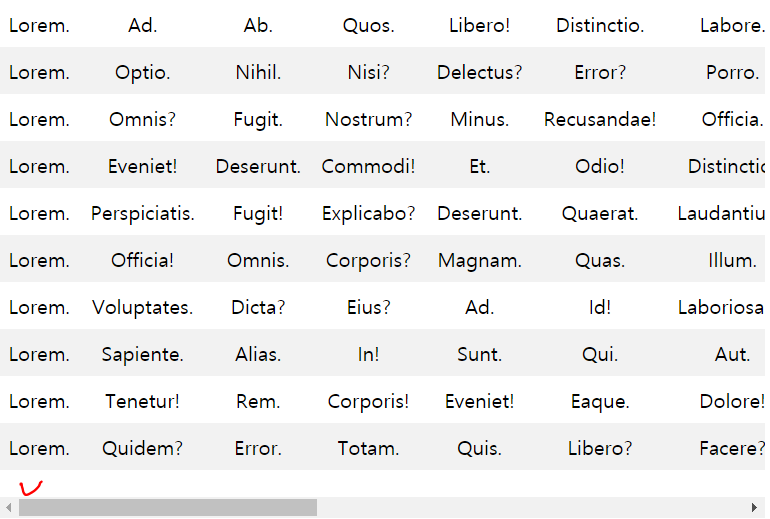 Lorem. Ad. Ab. Quos. Libero! Distinctio. Labore.
Lorem. Optio. Nihil. Nisi? Delectus? Error? Porro.
Lorem. Omnis? Fugit. Nostrum? Minus. Recusandae! Officia.
Lorem. Eveniet! Deserunt. Commodi! Et. Odio! Distinctio
Lorem. Perspiciatis. Fugit! Explicabo? Deserunt. Quaerat. Laudantiu
Lorem. Officia! Omnis. Corporis? Magnam. Quas. Illum.
Lorem. Voluptates. Dicta? Eius? Ad. Id! Laboriosa
Lorem. Sapiente. Alias. In! Sunt. Qui. Aut.
Lorem. Tenetur! Rem. Corporis! Eveniet! Eaque. Dolore!
Lorem. Quidem? Error. Totam. Quis. Libero? Facere?